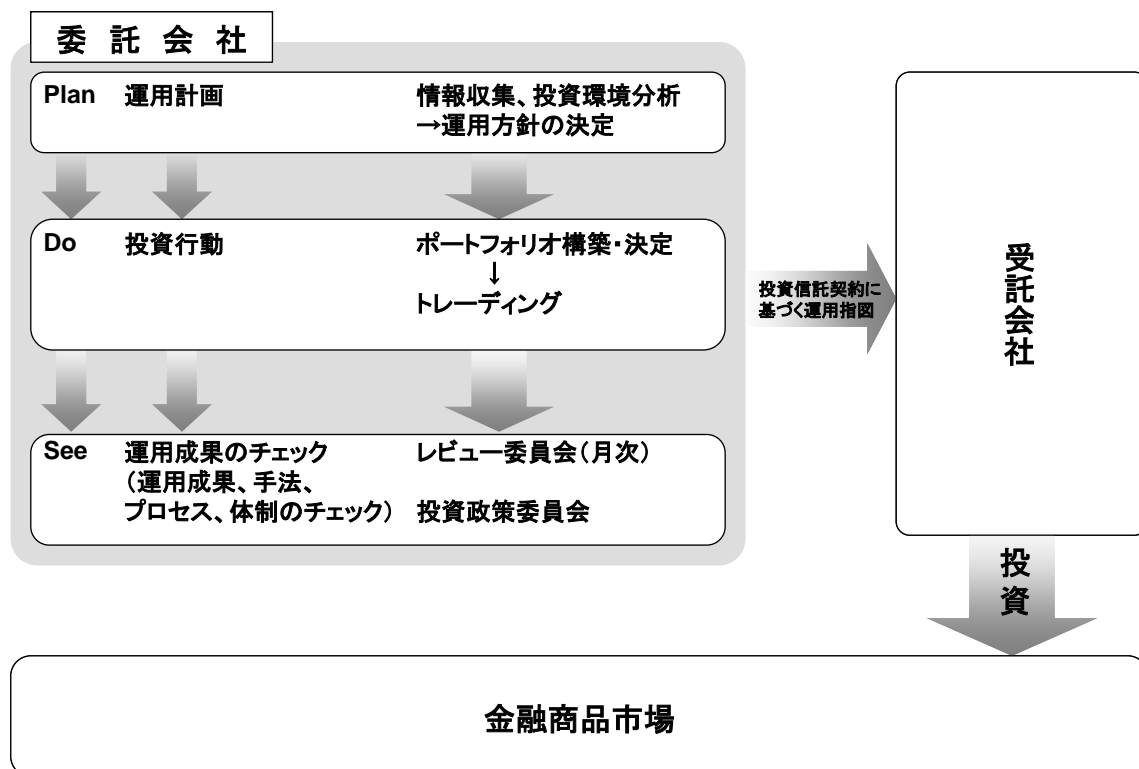 委託会社
Plan 運用計画 情報収集、投資環境分析
→運用方針の決定
Do 投資行動 ポートフォリオ構築・決定
↓
トレーディング
See 運用成果のチェック レビュー委員会(月次)
(運用成果、手法、
プロセス、体制のチェック) 投資政策委員会
投資信託契約に
基づく運用指図
受託会社
投資
金融商品市場